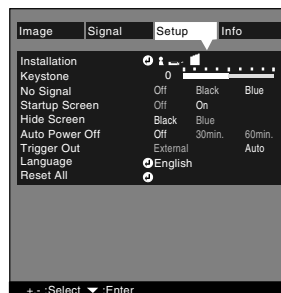 Image Signal Setup Info
Installation
Keystone 0
No Signal Off Black Blue
Startup Screen Off On
Hide Screen Black Blue
Auto Power Off Off 30min. 60min.
Trigger Out External Auto
Language English
Reset All
+ - :Select :Enter